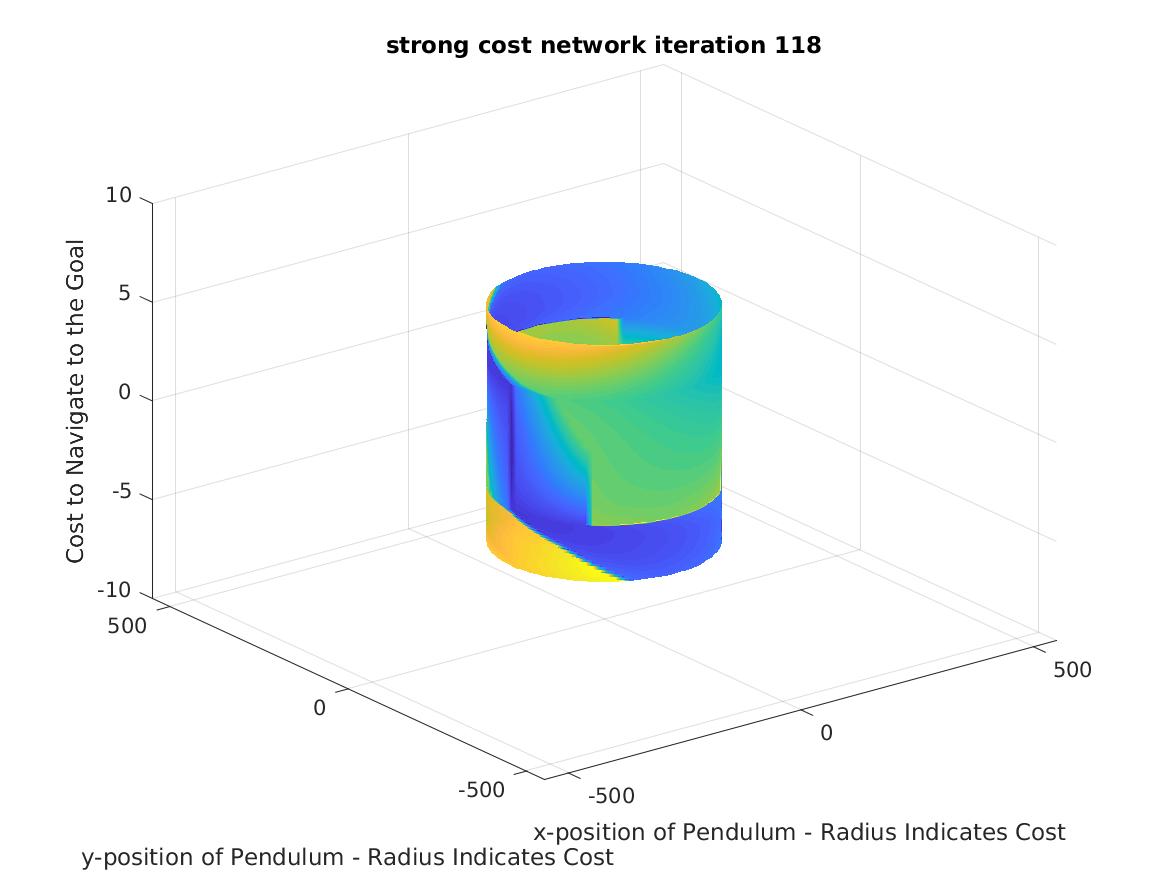 strong cost network iteration 118
Cost to Navigate to the Goal
10
5
0
-5
-10
500
0
-500
-500
0
500
x-position of Pendulum - Radius Indicates Cost
y-position of Pendulum - Radius Indicates Cost